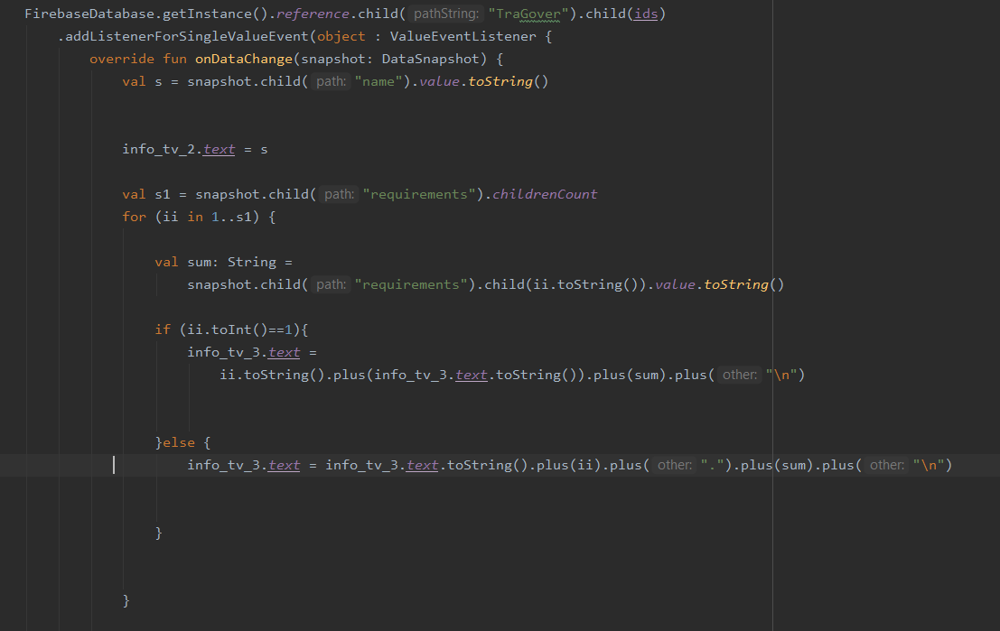 FirebaseDatabase.getInstance().reference.child( pathString: "TraGover").child(ids)
.addListenerForSingleValueEvent(object : ValueEventListener {
override fun onDataChange(snapshot: DataSnapshot) {
val s = snapshot.child( path: "name").value.toString()
info_tv_2.text = s
val s1 = snapshot.child( path: "requirements").childrenCount
for (ii in 1..s1) {
val sum: String =
snapshot.child( path: "requirements").child(ii.toString()).value.toString()
if (ii.toInt()==1){
info_tv_3.text =
ii.toString().plus(info_tv_3.text.toString()).plus(sum).plus( other: "\n")
}else {
info_tv_3.text = info_tv_3.text.toString().plus(ii).plus( other: ".").plus(sum).plus( other: "\n")
}
}